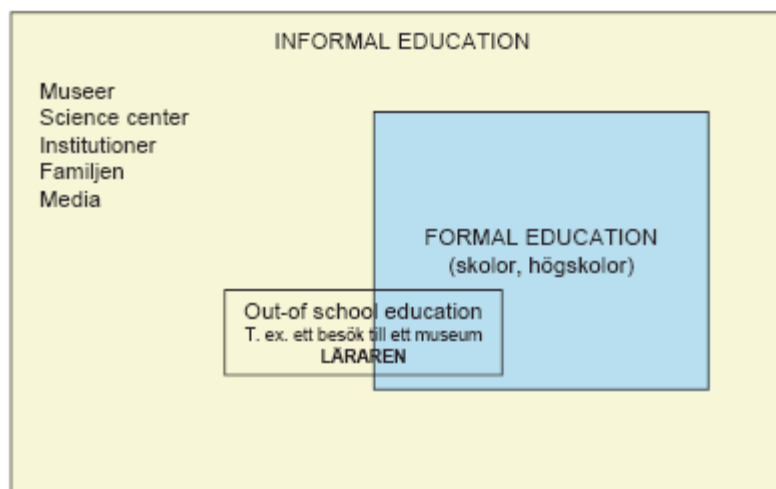 INFORMAL EDUCATION
Museer
Science center
Institutioner
Familjen
Media
FORMAL EDUCATION
(skolor, högskolor)
Out-of school education
T. ex. ett besök till ett museum
LÄRAREN